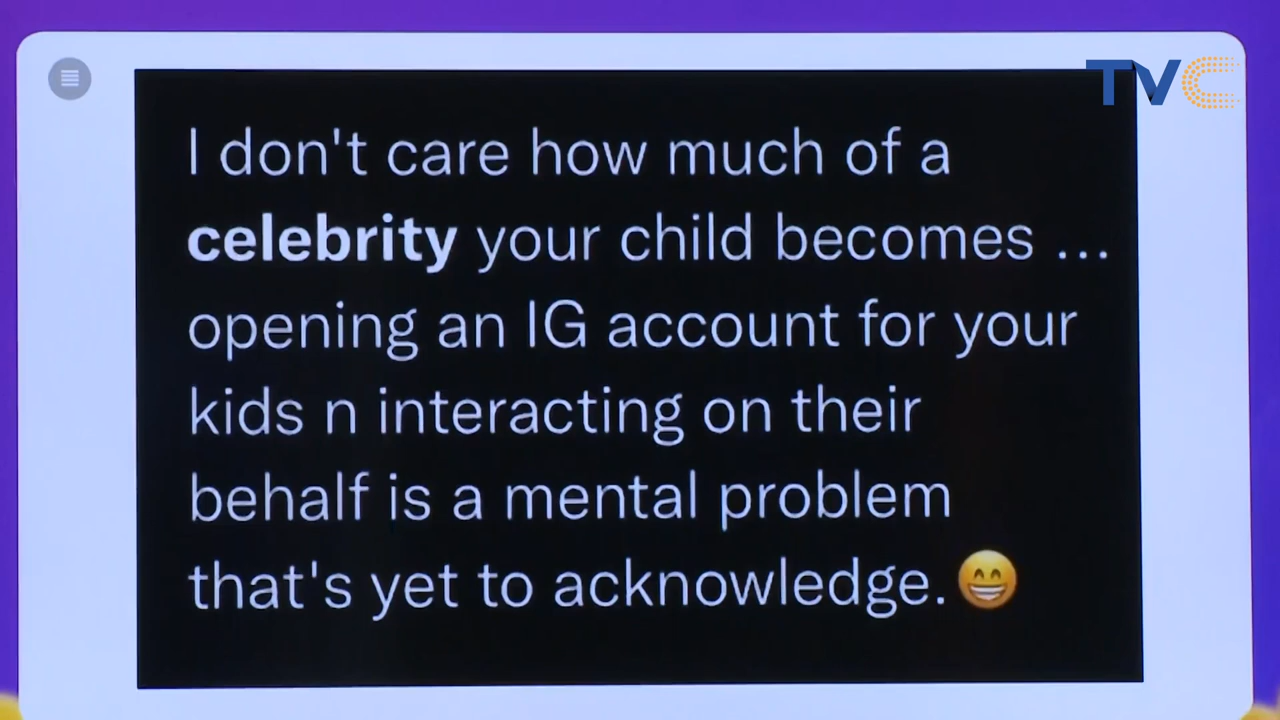 TVC
I don't care how much of a
celebrity your child becomes ...
opening an IG account for your
kids n interacting on their
behalf is a mental problem
that's yet to acknowledge.😁